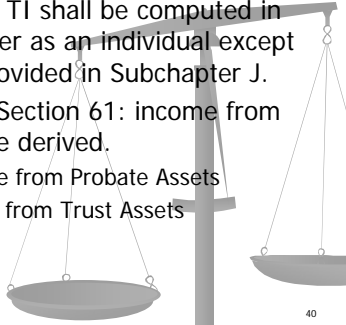 TI shall be computed in
er as an individual except
ovided in Subchapter J.
Section 61: income from
e derived.
e from Probate Assets
from Trust Assets
40